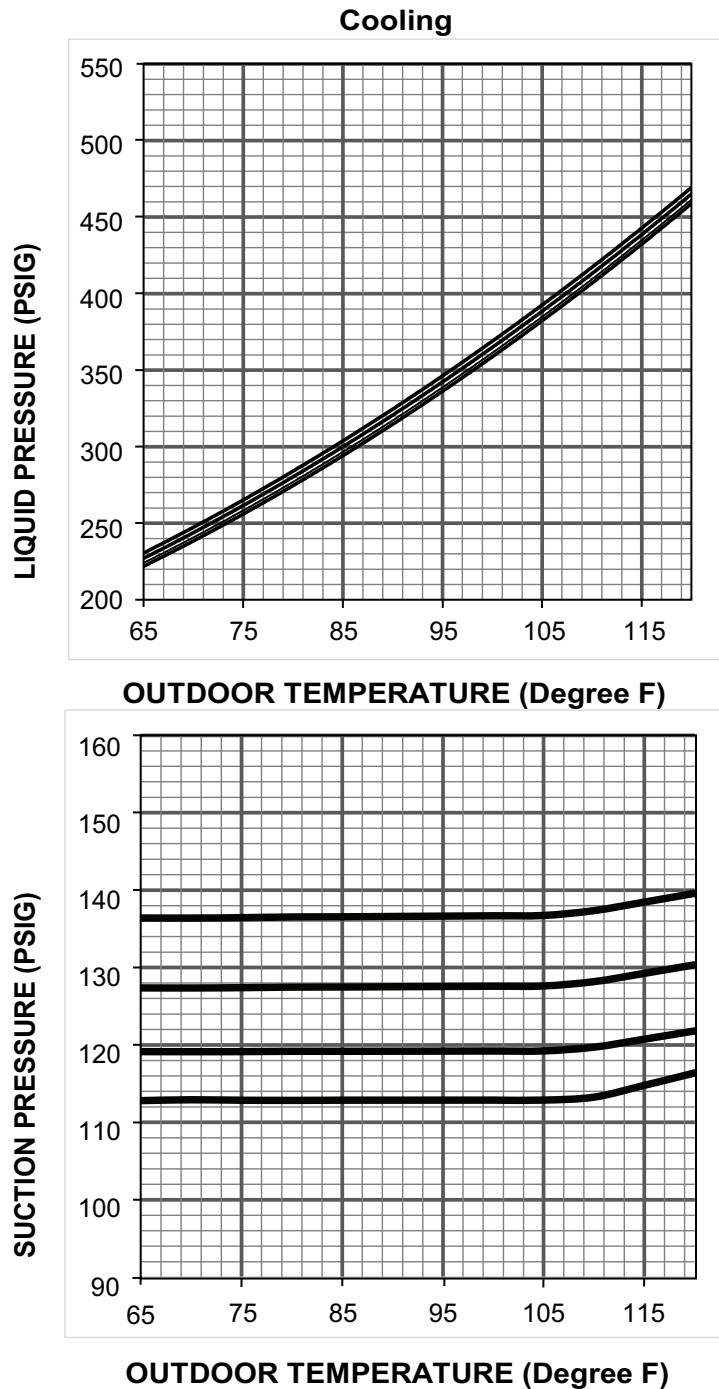 Cooling
LIQUID PRESSURE (PSIG)
550
500
450
400
350
300
250
200
65 75 85 95 105 115
OUTDOOR TEMPERATURE (Degree F)
SUCTION PRESSURE (PSIG)
160
150
140
130
120
110
100
90
65 75 85 95 105 115
OUTDOOR TEMPERATURE (Degree F)